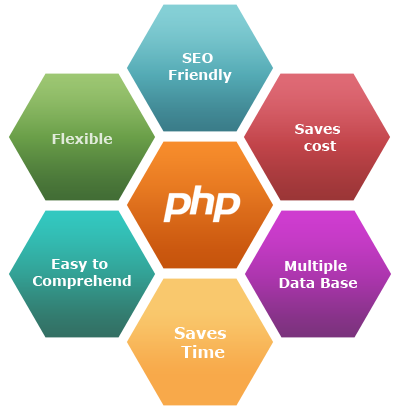 SEO
Friendly
Flexible
Saves
cost
php
Easy to
Comprehend
Multiple
Data Base
Saves
Time